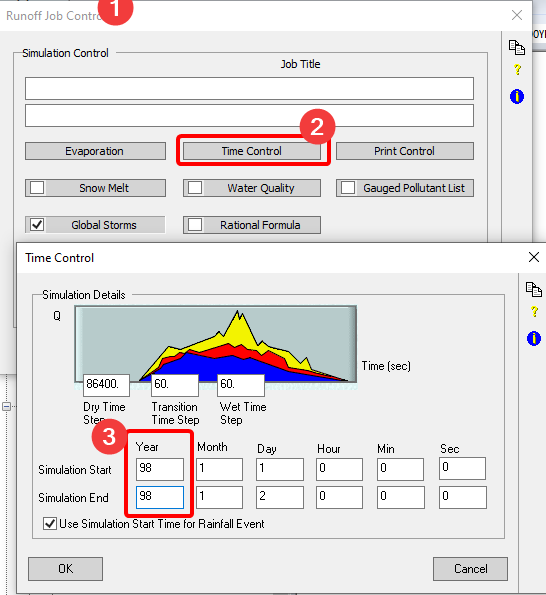 Runoff Job Contr
1
Simulation Control
Job Title
2
Evaporation Time Control Print Control
Snow Melt Water Quality Gauged Pollutant List
Global Storms Rational Formula
Time Control
Simulation Details
Q
Time (sec)
86400. 60. 60.
Dry Time Transition Wet Time
Step Time Step Step
3
Year Month Day Hour Min Sec
Simulation Start 98 1 1 0 0 0
Simulation End 98 1 2 0 0 0
Use Simulation Start Time for Rainfall Event
OK Cancel